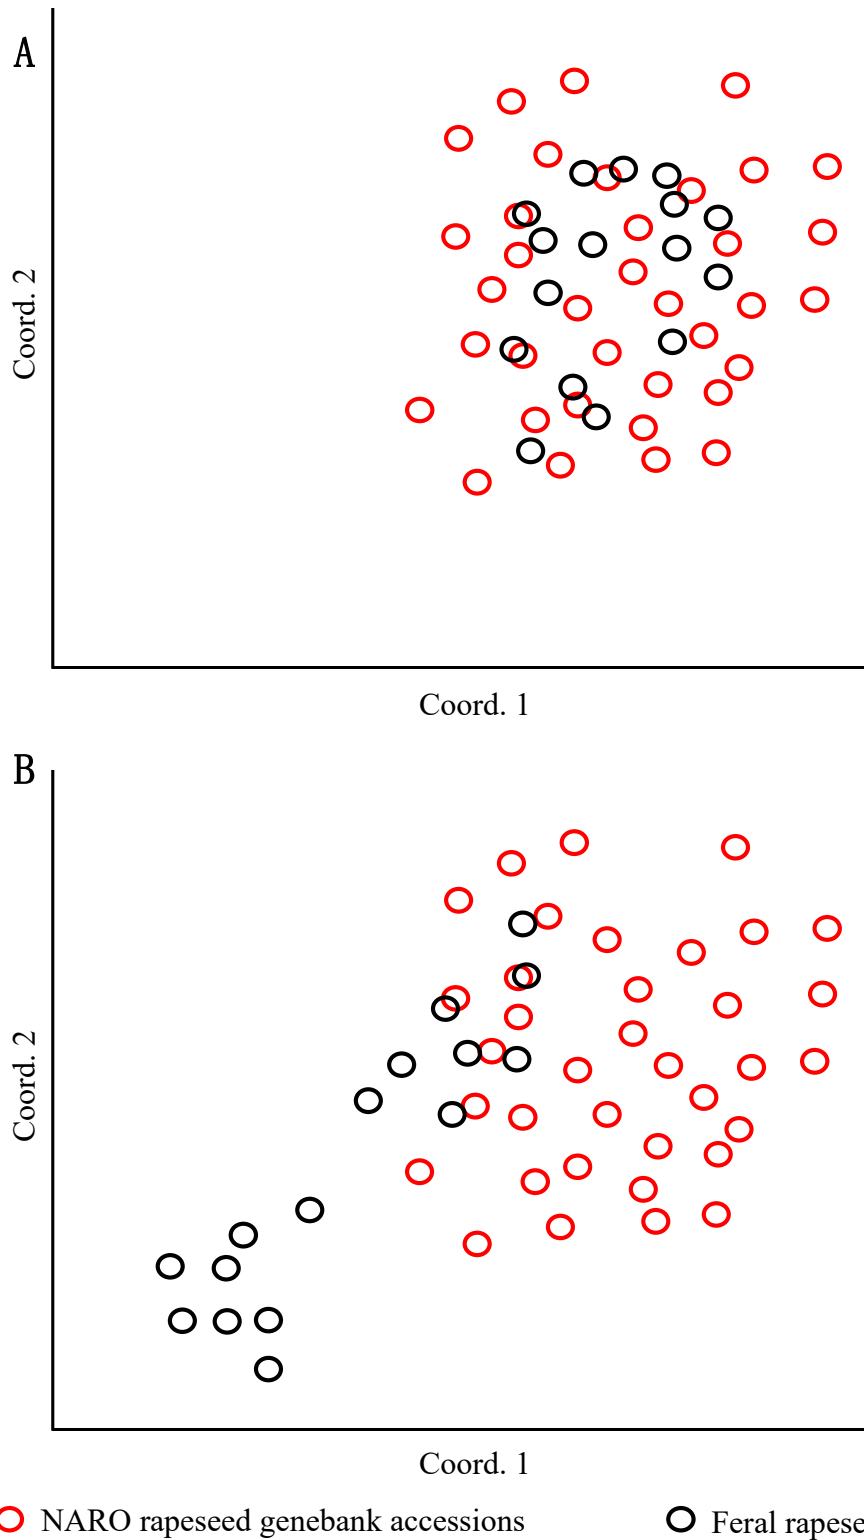 A
Coord. 2
Coord. 1
B
Coord. 2
Coord. 1
NARO rapeseed genebank accessions
Feral rapese